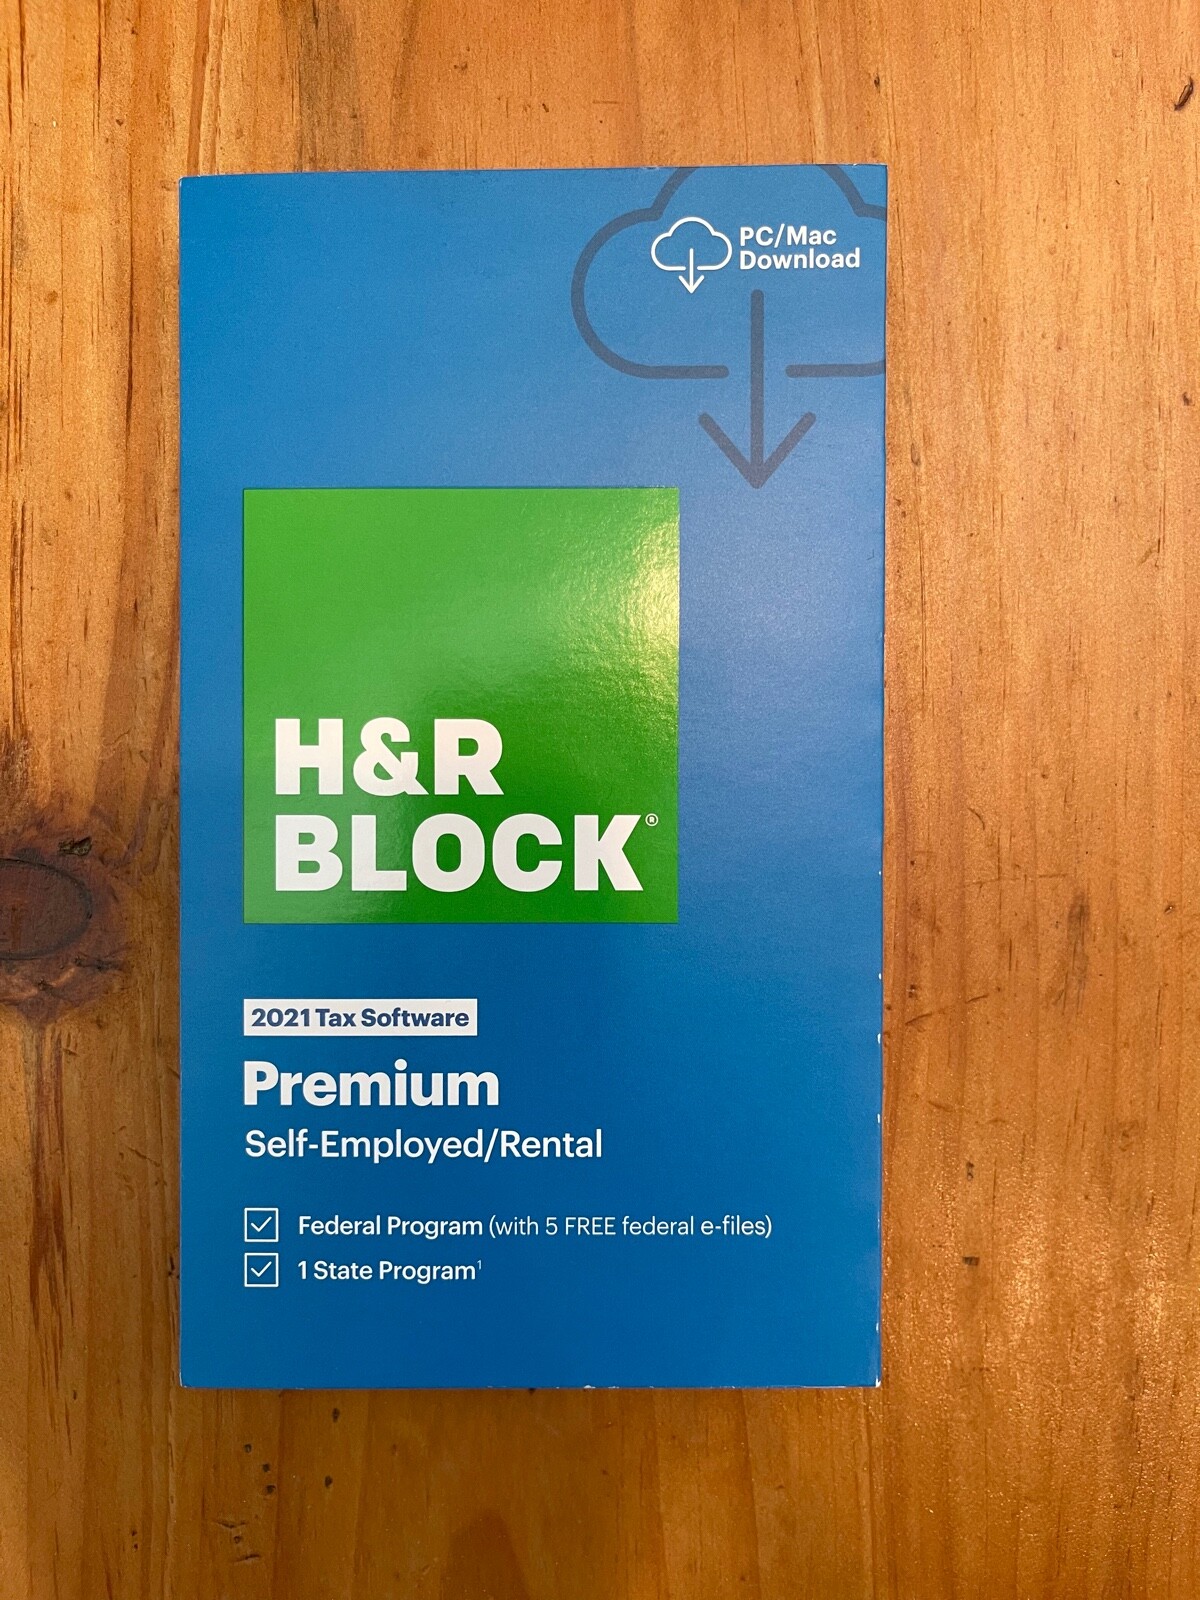 PC/Mac
Download
H&R
BLOCK®
2021 Tax Software
Premium
Self-Employed/Rental
Federal Program (with 5 FREE federal e-files)
1 State Program¹